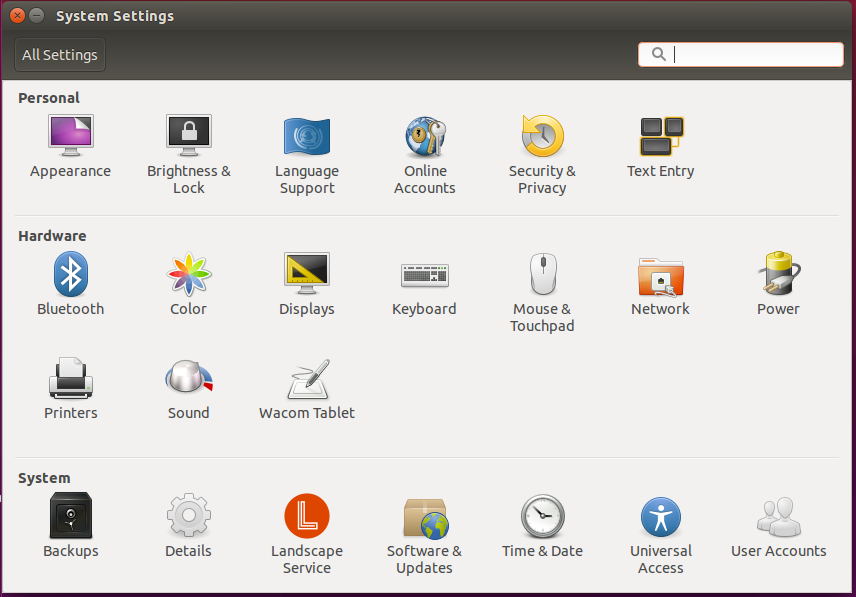 System Settings
All Settings
Personal
Appearance
Brightness &
Lock
Language
Support
Online
Accounts
Security &
Privacy
Text Entry
Hardware
Bluetooth
Color
Displays
Keyboard
Mouse &
Touchpad
Network
Power
Printers
Sound
Wacom Tablet
System
Backups
Details
Landscape
Service
Software &
Updates
Time & Date
Universal
Access
User Accounts